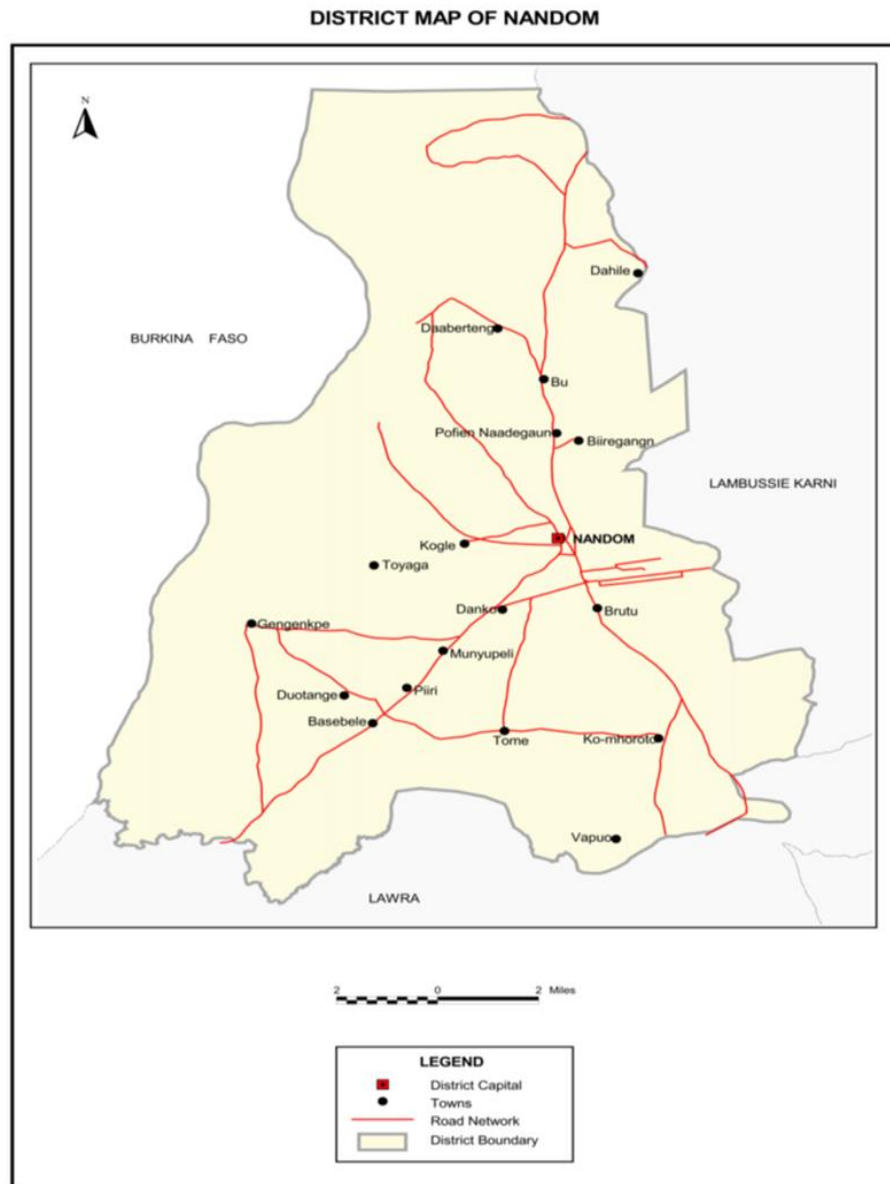 DISTRICT MAP OF NANDOM
N
Dahile
BURKINA FASO
Daaberteng
Bu
Pofien Naadegaun
Biiregangn
LAMBUSSIE KARNI
NANDOM
Kogle
Toyaga
Danko
Brutu
Gengenkpe
Munyupeli
Piiri
Duotange
Basebele
Tome
Ko-mhoroto
Vapuo
LAWRA
2 0 2 Miles
LEGEND
District Capital
Towns
Road Network
District Boundary